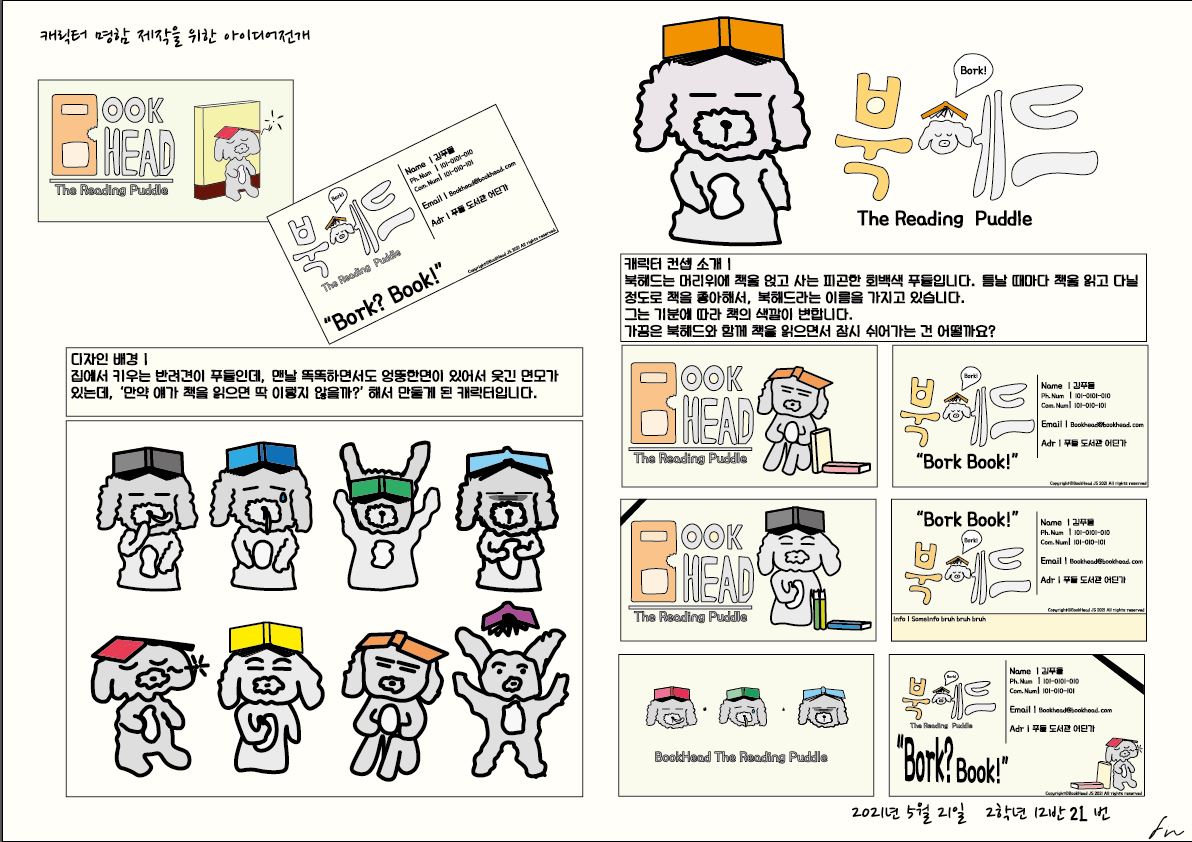 캐릭터 명함 제작을 위한 아이디어전개
BOOK
HEAD
The Reading Puddle
Bork!
북헤드
The Reading Puddle
"Bork? Book!"
Name | 김푸들
Ph. Num | 101-0101-010
Com.Num| 101-010-101
Email | Bookhead@bookhead.com
Adr | 푸들 도서관 어딘가
Copyright©BookHead JS 2021 All rights reserved
디자인 배경 |
집에서 키우는 반려견이 푸들인데, 맨날 똑똑하면서도 엉뚱한면이 있어서 웃긴 면모가
있는데, ‘만약 얘가 책을 읽으면 딱 이렇지 않을까?’ 해서 만들게 된 캐릭터입니다.
Bork!
북헤드
The Reading Puddle
캐릭터 컨셉 소개 |
북헤드는 머리위에 책을 얹고 사는 피곤한 회백색 푸들입니다. 틈날 때마다 책을 읽고 다닐
정도로 책을 좋아해서, 북헤드라는 이름을 가지고 있습니다.
그는 기분에 따라 책의 색깔이 변합니다.
가끔은 북헤드와 함께 책을 읽으면서 잠시 쉬어가는 건 어떨까요?
BOOK
HEAD
The Reading Puddle
Bork!
북헤드
"Bork Book!"
Name | 김푸들
Ph. Num | 101-0101-010
Com.Num| 101-010-101
Email | Bookhead@bookhead.com
Adr | 푸들 도서관 어딘가
Copyright©BookHead JS 2021 All rights reserved
BOOK
HEAD
The Reading Puddle
"Bork Book!"
Bork!
북헤드
Name | 김푸들
Ph. Num | 101-0101-010
Com.Num| 101-010-101
Email | Bookhead@bookhead.com
Adr | 푸들 도서관 어딘가
Copyright©BookHead JS 2021 All rights reserved
info | Someinfo bruh bruh bruh
BookHead The Reading Puddle
Bork!
북헤드
The Reading Puddle
"Bork? Book!"
Name | 김푸들
Ph. Num | 101-0101-010
Com.Num| 101-010-101
Email | Bookhead@bookhead.com
Adr | 푸들 도서관 어딘가
Copyright©BookHead JS 2021 All rights reserved
2021년 5월 21일 2학년 12반 21 번